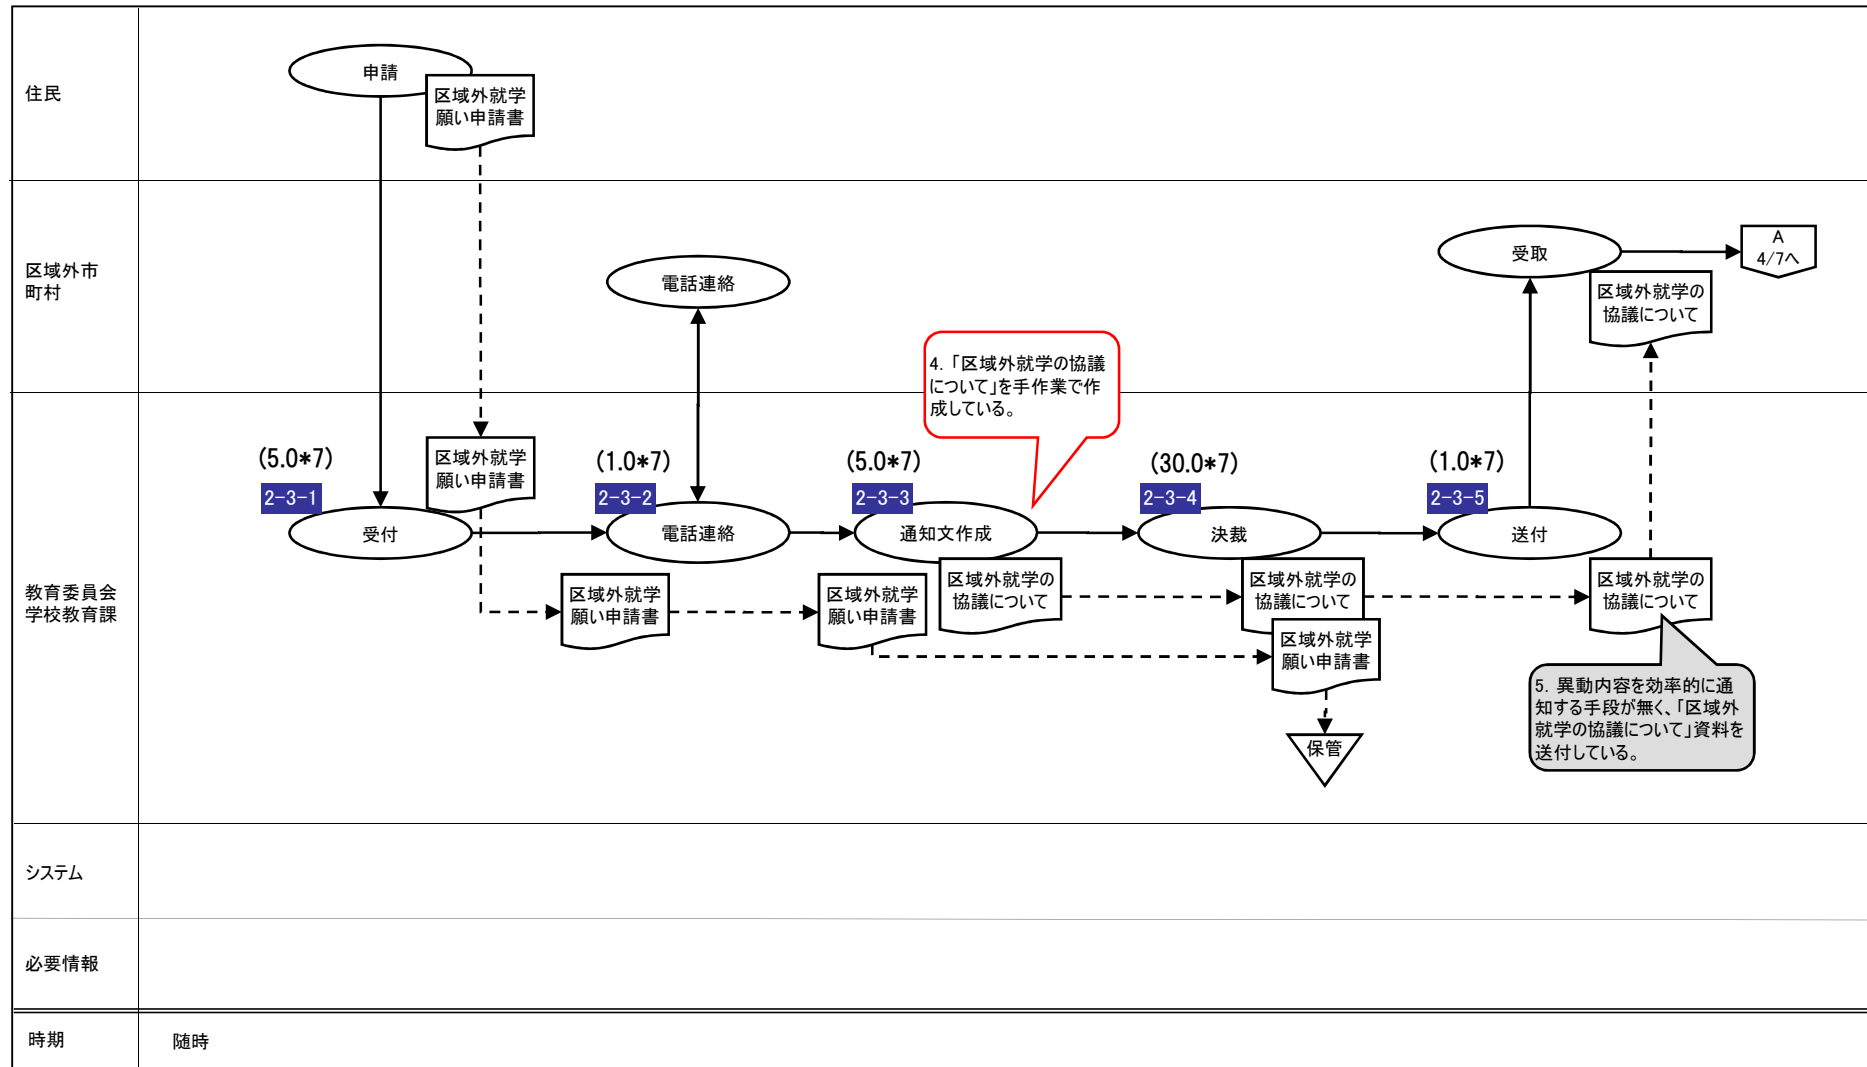 住民
申請
区域外就学
願い申請書
区域外市
町村
電話連絡
受取
A
4/7へ
区域外就学の
協議について
4. 「区域外就学の協議
について」を手作業で作
成している。
教育委員会
学校教育課
(5.0*7)
2-3-1
受付
区域外就学
願い申請書
(1.0*7)
2-3-2
電話連絡
(5.0*7)
2-3-3
通知文作成
(30.0*7)
2-3-4
決裁
(1.0*7)
2-3-5
送付
区域外就学
願い申請書
区域外就学
願い申請書
区域外就学の
協議について
区域外就学の
協議について
区域外就学
願い申請書
保管
区域外就学の
協議について
5. 異動内容を効率的に通
知する手段が無く、「区域外
就学の協議について」資料を
送付している。
システム
必要情報
時期
随時